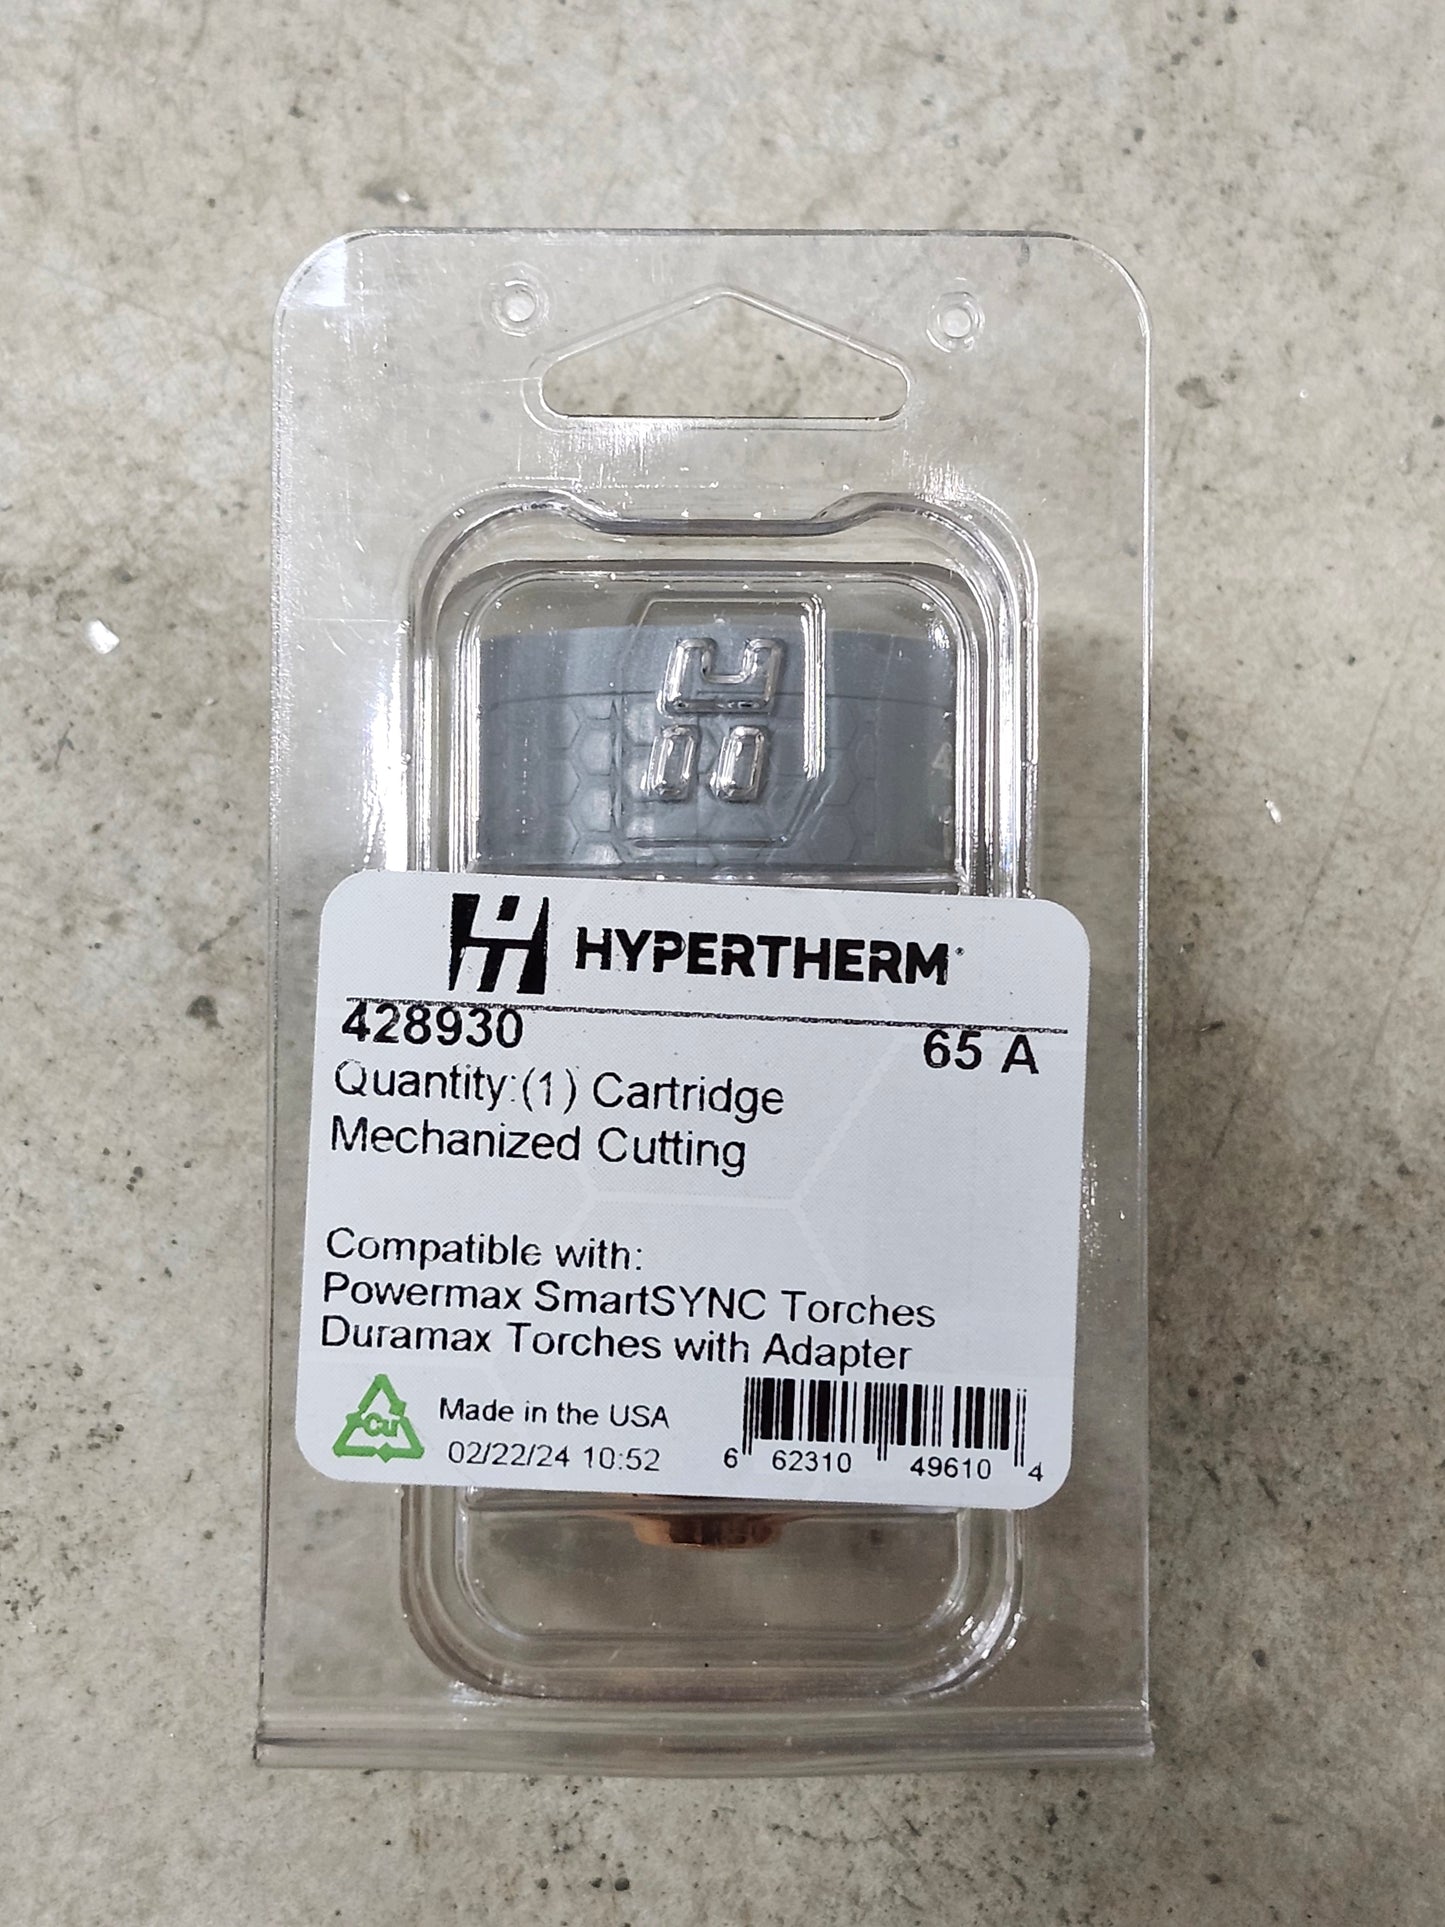 HYPERTHERM
428930 65 A
Quantity:(1) Cartridge
Mechanized Cutting
Compatible with:
Powermax SmartSYNC Torches
Duramax Torches with Adapter
Cu
Made in the USA
02/22/24 10:52
6 62310 49610 4